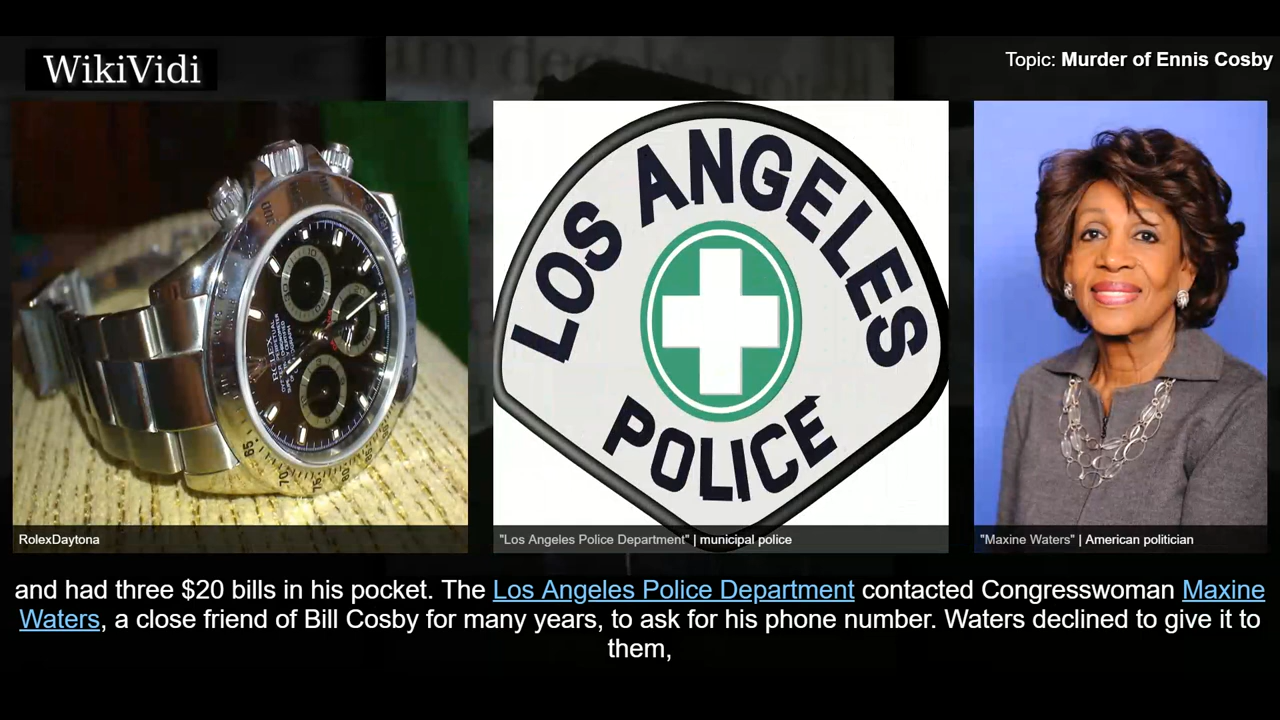 WikiVidi
Topic: Murder of Ennis Cosby
LOS ANGELES
POLICE
ROLEX
RolexDaytona
"Los Angeles Police Department" | municipal police
"Maxine Waters" | American politician
and had three $20 bills in his pocket. The Los Angeles Police Department contacted Congresswoman Maxine
Waters, a close friend of Bill Cosby for many years, to ask for his phone number. Waters declined to give it to
them,